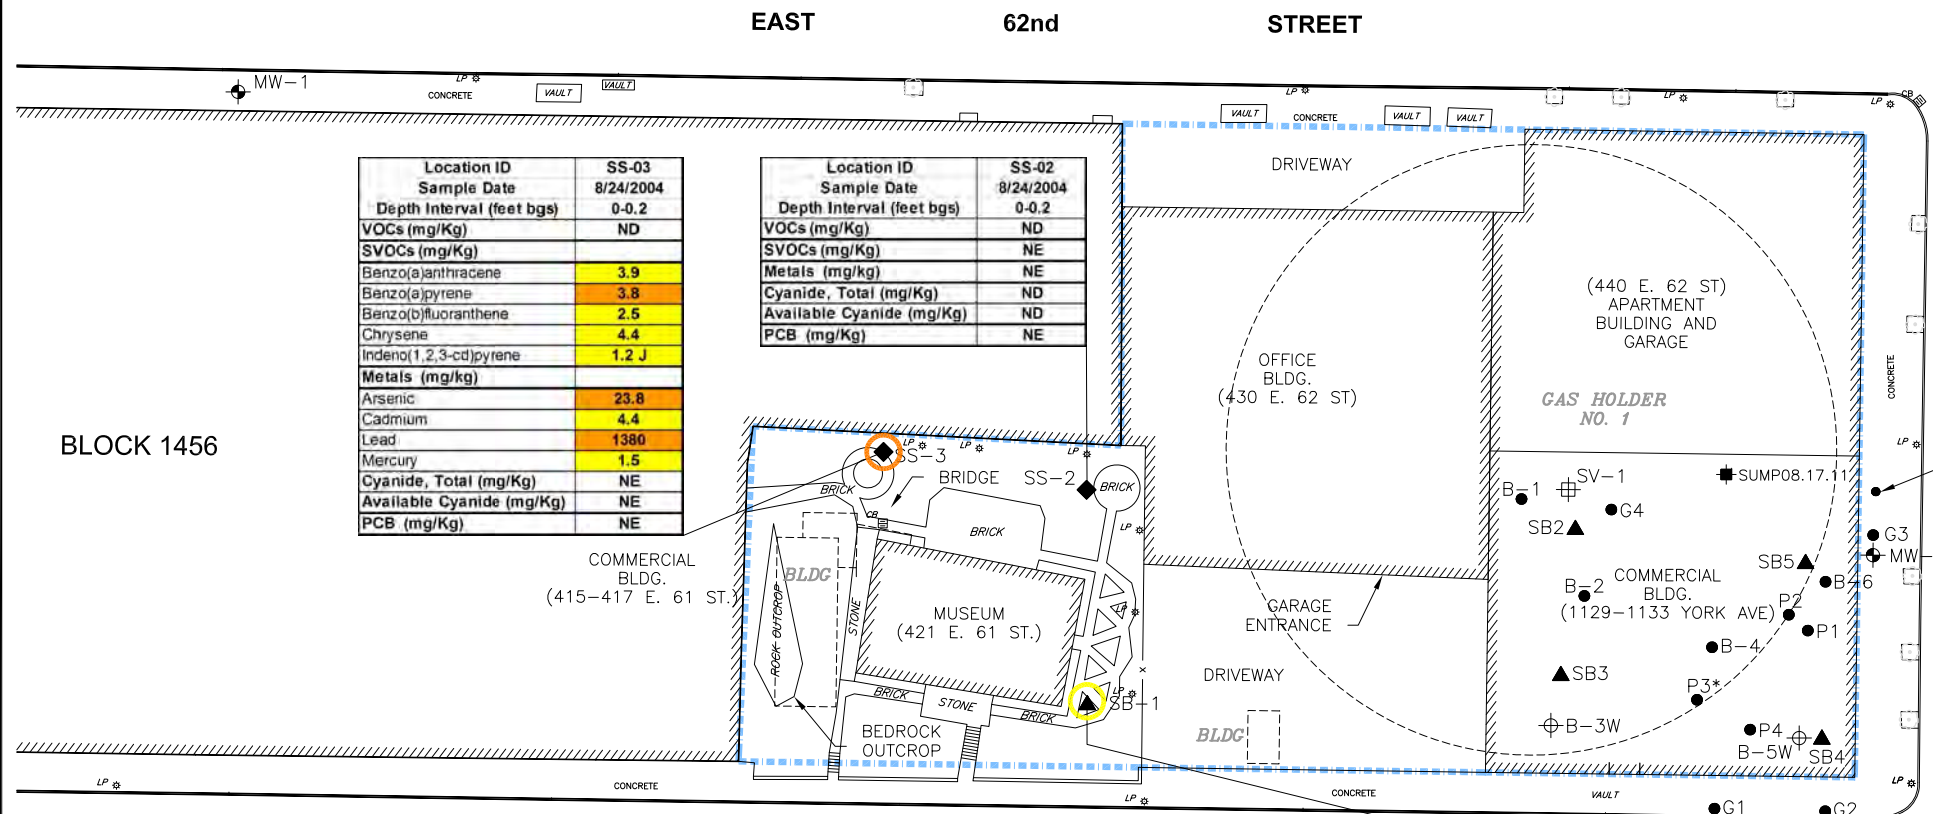 EAST 62nd STREET
MW-1
LP
CONCRETE
VAULT
VAULT
VAULT
LP
CONCRETE
VAULT
VAULT
LP
LP
CB
Location ID SS-03
Sample Date 8/24/2004
Depth Interval (feet bgs) 0-0.2
VOCs (mg/Kg) ND
SVOCs (mg/Kg)
Benzo(a)anthracene 3.9
Benzo(a)pyrene 3.8
Benzo(b)fluoranthene 2.5
Chrysene 4.4
Indeno(1,2,3-cd)pyrene 1.2 J
Metals (mg/kg)
Arsenic 23.8
Cadmium 4.4
Lead 1380
Mercury 1.5
Cyanide, Total (mg/Kg) NE
Available Cyanide (mg/Kg) NE
PCB (mg/Kg) NE
Location ID SS-02
Sample Date 8/24/2004
Depth Interval (feet bgs) 0-0.2
VOCs (mg/Kg) ND
SVOCs (mg/Kg) NE
Metals (mg/kg) NE
Cyanide, Total (mg/Kg) ND
Available Cyanide (mg/Kg) ND
PCB (mg/Kg) NE
DRIVEWAY
(440 E. 62 ST)
APARTMENT
BUILDING AND
GARAGE
OFFICE
BLDG.
(430 E. 62 ST)
GAS HOLDER
NO. 1
CONCRETE
LP
BLOCK 1456
LP
LP
LP
SS-3
BRIDGE
SS-2
BRICK
BRICK
CB
BRICK
LP
B-1
SV-1
G4
SB2
SUMP08.17.11
G3
MW
SB5
B-6
COMMERCIAL
BLDG.
(415-417 E. 61 ST.)
BLDG
ROCK OUTCROP
STONE
MUSEUM
(421 E. 61 ST.)
LP
GARAGE
ENTRANCE
B-2
COMMERCIAL
BLDG.
(1129-1133 YORK AVE)
P2
P1
B-4
SB3
P3*
DRIVEWAY
x
LP
SB-1
BRICK
STONE
BRICK
BEDROCK
OUTCROP
BLDG
B-3W
P4
B-5W
SB4
LP
CONCRETE
LP
CONCRETE
VAULT
LP
G1
G2